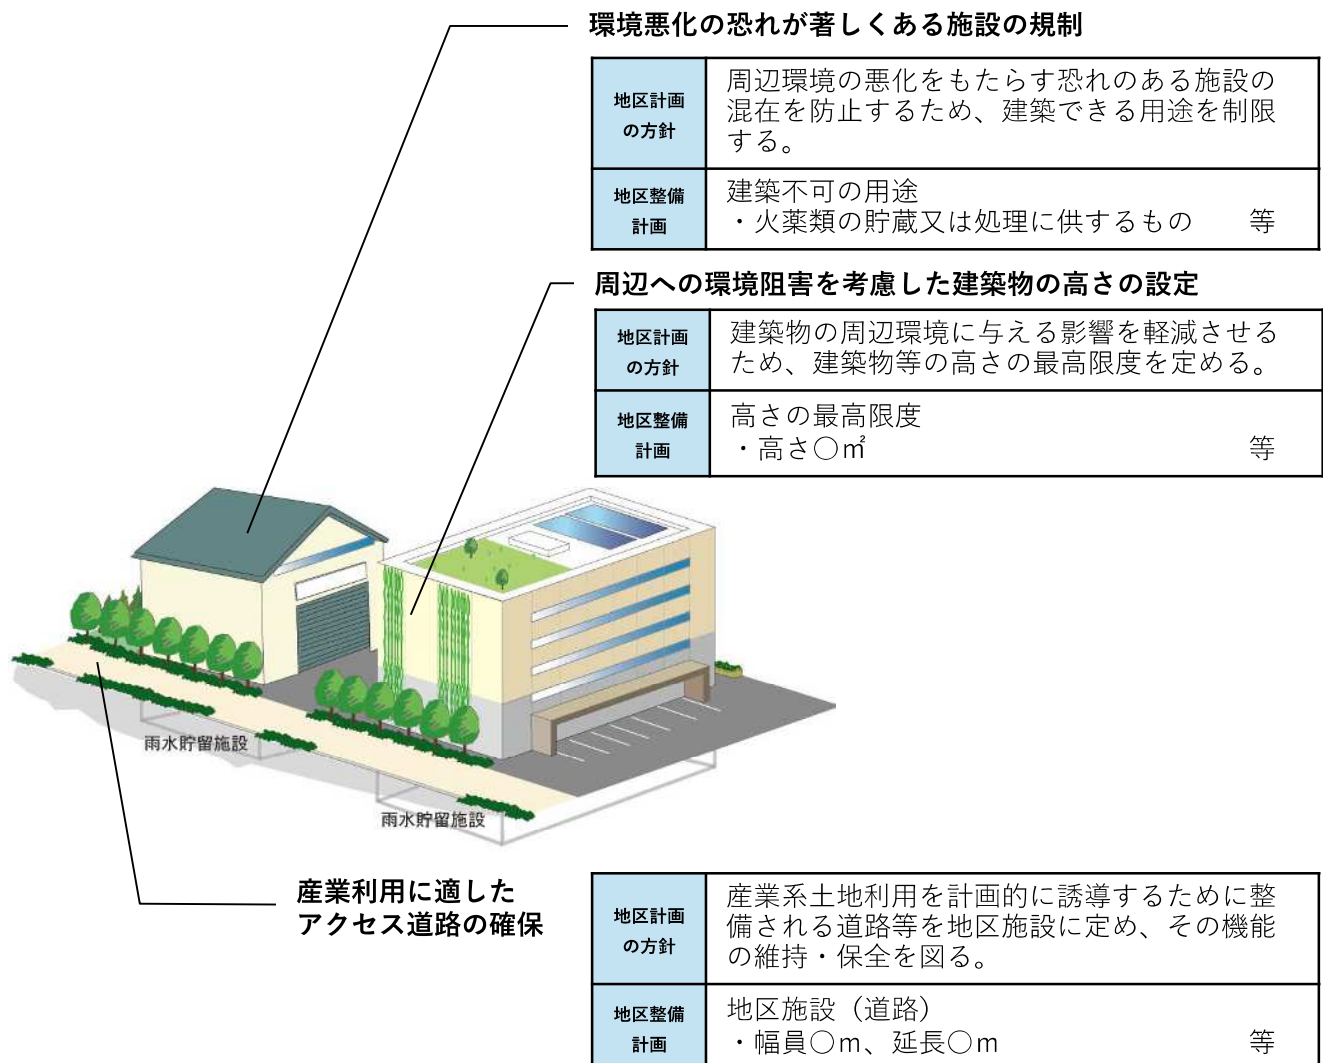 環境悪化の恐れが著しくある施設の規制
地区計画
の方針
周辺環境の悪化をもたらす恐れのある施設の
混在を防止するため、建築できる用途を制限
する。
地区整備
計画
建築不可の用途
・火薬類の貯蔵又は処理に供するもの 等
周辺への環境阻害を考慮した建築物の高さの設定
地区計画
の方針
建築物の周辺環境に与える影響を軽減させる
ため、建築物等の高さの最高限度を定める。
地区整備
計画
高さの最高限度
・高さ○㎡ 等
雨水貯留施設
雨水貯留施設
産業利用に適した
アクセス道路の確保
地区計画
の方針
産業系土地利用を計画的に誘導するために整
備される道路等を地区施設に定め、その機能
の維持・保全を図る。
地区整備
計画
地区施設（道路）
・幅員○ｍ、延長○ｍ 等